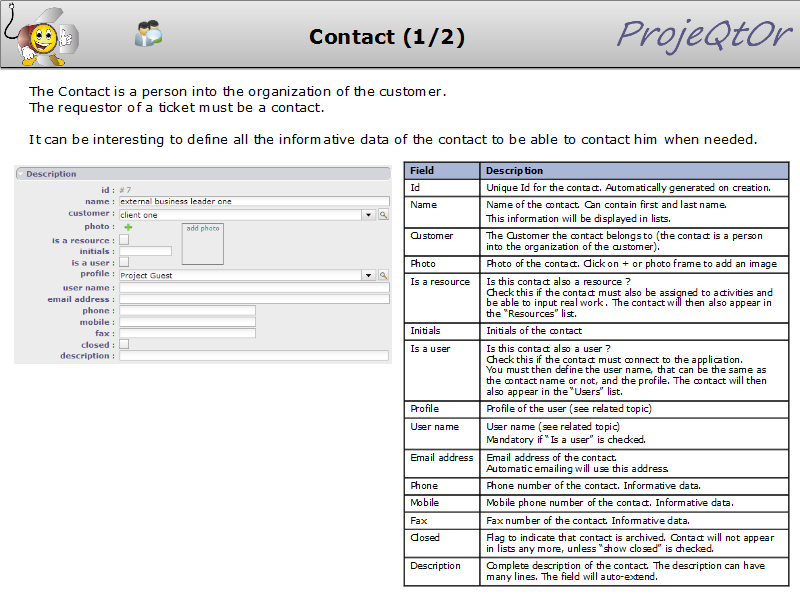 Contact (1/2)
ProjeQtOr
The Contact is a person into the organization of the customer.
The requestor of a ticket must be a contact.
It can be interesting to define all the informative data of the contact to be able to contact him when needed.
Description
id : # 7
name : external business leader one
customer : client one
photo :
add photo
is a resource :
initials :
is a user :
profile : Project Guest
user name :
email address :
phone :
mobile :
fax :
closed :
description :
Field Description
Id Unique Id for the contact. Automatically generated on creation.
Name Name of the contact. Can contain first and last name.
This information will be displayed in lists.
Customer The Customer the contact belongs to (the contact is a person
into the organization of the customer).
Photo Photo of the contact. Click on + or photo frame to add an image
Is a resource Is this contact also a resource ?
Check this if the contact must also be assigned to activities and
be able to input real work . The contact will then also appear in
the “Resources” list.
Initials Initials of the contact
Is a user Is this contact also a user ?
Check this if the contact must connect to the application.
You must then define the user name, that can be the same as
the contact name or not, and the profile. The contact will then
also appear in the “Users” list.
Profile Profile of the user (see related topic)
User name User name (see related topic)
Mandatory if “ Is a user” is checked.
Email address Email address of the contact.
Automatic emailing will use this address.
Phone Phone number of the contact. Informative data.
Mobile Mobile phone number of the contact. Informative data.
Fax Fax number of the contact. Informative data.
Closed Flag to indicate that contact is archived. Contact will not appear
in lists any more, unless “show closed” is checked.
Description Complete description of the contact. The description can have
many lines. The field will auto-extend.